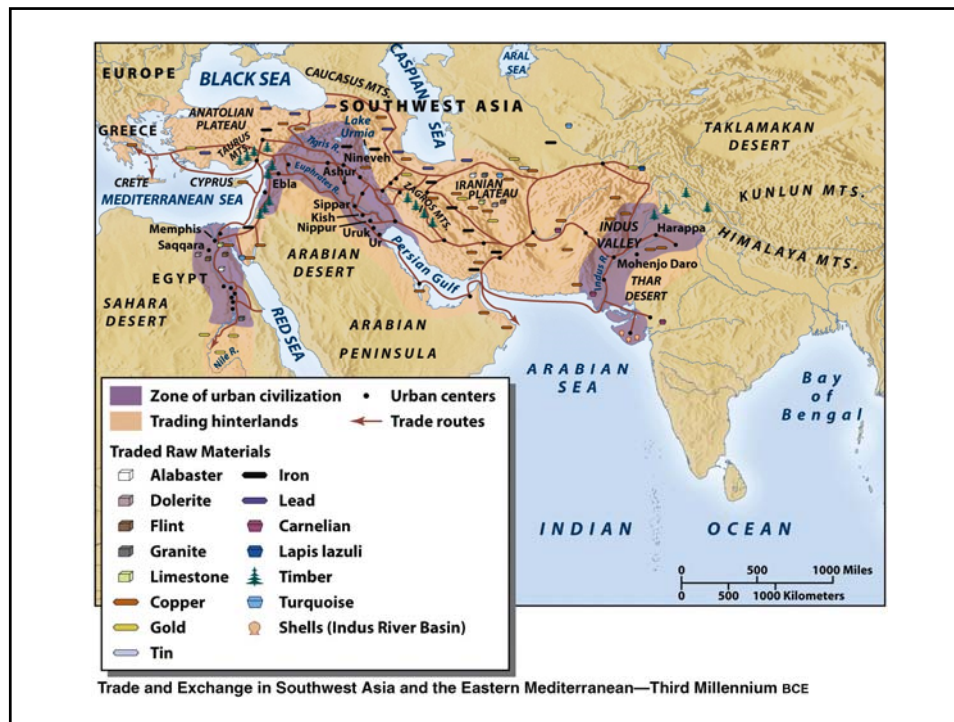 EUROPE
BLACK SEA
CAUCASUS MTS.
CASPIAN SEA
ARAL SEA
SOUTHWEST ASIA
ANATOLIAN
PLATEAU
Lake
Urmia
GREECE
TAURUS
MTS.
Tigris R.
Nineveh
TAKLAMAKAN
DESERT
CRETE
CYPRUS
Ebla
Euphrates R.
Ashur
ZAGROS MTS.
IRANIAN
PLATEAU
KUNLUN MTS.
MEDITERRANEAN SEA
Sippar
Kish
Nippur
Uruk
Ur
INDUS
VALLEY
Harappa
HIMALAYA MTS.
Memphis
Saqqara
ARABIAN
DESERT
Persian Gulf
Indus R.
Mohenjo Daro
THAR
DESERT
EGYPT
SAHARA
DESERT
RED SEA
Nile R.
ARABIAN
PENINSULA
ARABIAN
SEA
Bay
of
Bengal
INDIAN OCEAN
Zone of urban civilization
Urban centers
Trading hinterlands
Trade routes
Traded Raw Materials
Alabaster
Iron
Dolerite
Lead
Flint
Carnelian
Granite
Lapis lazuli
Limestone
Timber
Copper
Turquoise
Gold
Shells (Indus River Basin)
Tin
0 500 1000 Miles
0 500 1000 Kilometers
Trade and Exchange in Southwest Asia and the Eastern Mediterranean—Third Millennium BCE